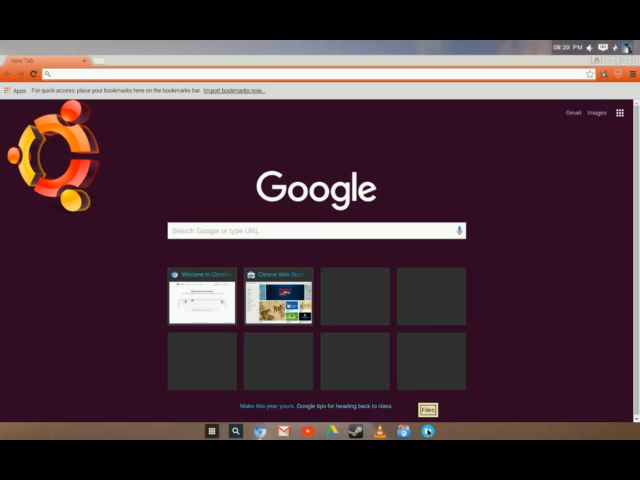 08:20: PM
New Tab
Apps For quick access, place your bookmarks here on the bookmarks bar. Import bookmarks now...
Gmail Images
Google
Search Google or type URL
Welcome to Chrom Chrome Web Store
Make this year yours. Google tips for heading back to class.
Files